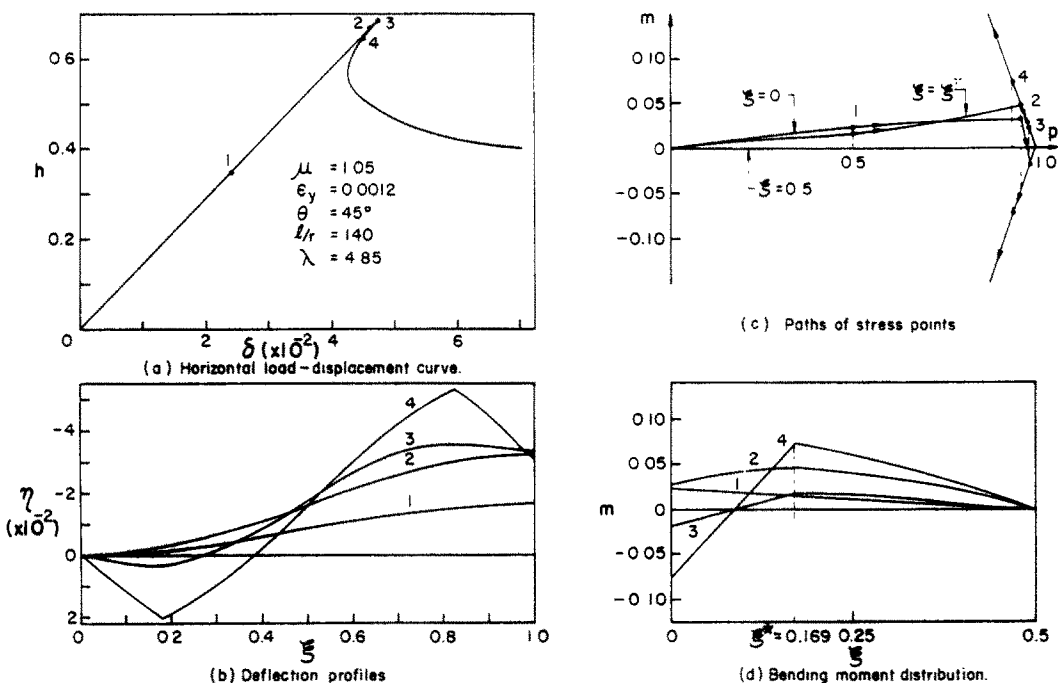 0.6
0.4
h
0.2
0
0 2 4 6
1
2
3
4
μ = 1 05
ϵy = 0 0012
θ = 45°
l/r = 140
λ = 4 85
δ (x10⁻²)
(a) Horizontal load-displacement curve.
-4
-2
η
(x10⁻²)
0
2
0 0.2 0.4 0.6 0.8 1 0
4
3
2
1
ξ
(b) Deflection profiles
m
0 10
0 05
0
-0.05
-0.10
ξ=0
1
ξ=ξ*
4
2
3
p
0.5
1.0
ξ=0.5
(c) Paths of stress points
0 10
0 05
m 0
-0 05
-0 10
4
2
1
3
0
ξ*=0.169 0.25
0.5
ξ
(d) Bending moment distribution.